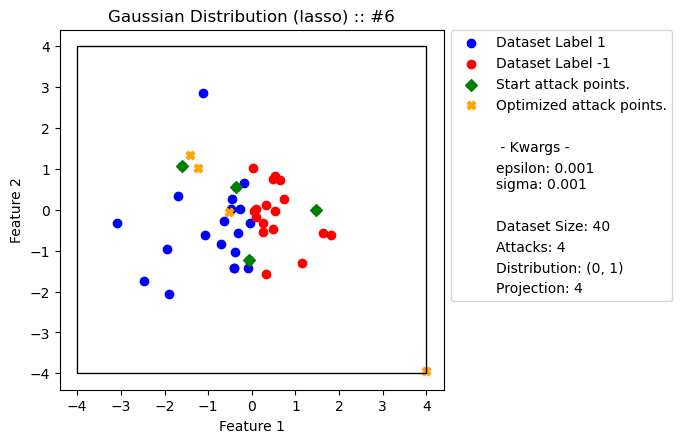 Gaussian Distribution (lasso) :: #6
4
3
2
1
0
−1
−2
−3
−4
Feature 2
−4 −3 −2 −1 0 1 2 3 4
Feature 1
Dataset Label 1
Dataset Label -1
Start attack points.
Optimized attack points.
- Kwargs -
epsilon: 0.001
sigma: 0.001
Dataset Size: 40
Attacks: 4
Distribution: (0, 1)
Projection: 4